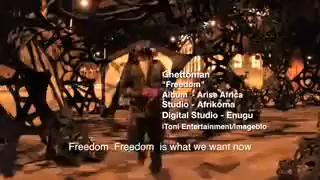 Ghettoman
"Freedom"
Album - Arise Africa
Studio - Afrikoma
Digital Studio - Enugu
iToni Entertainment/Imagebio
Freedom Freedom is what we want now